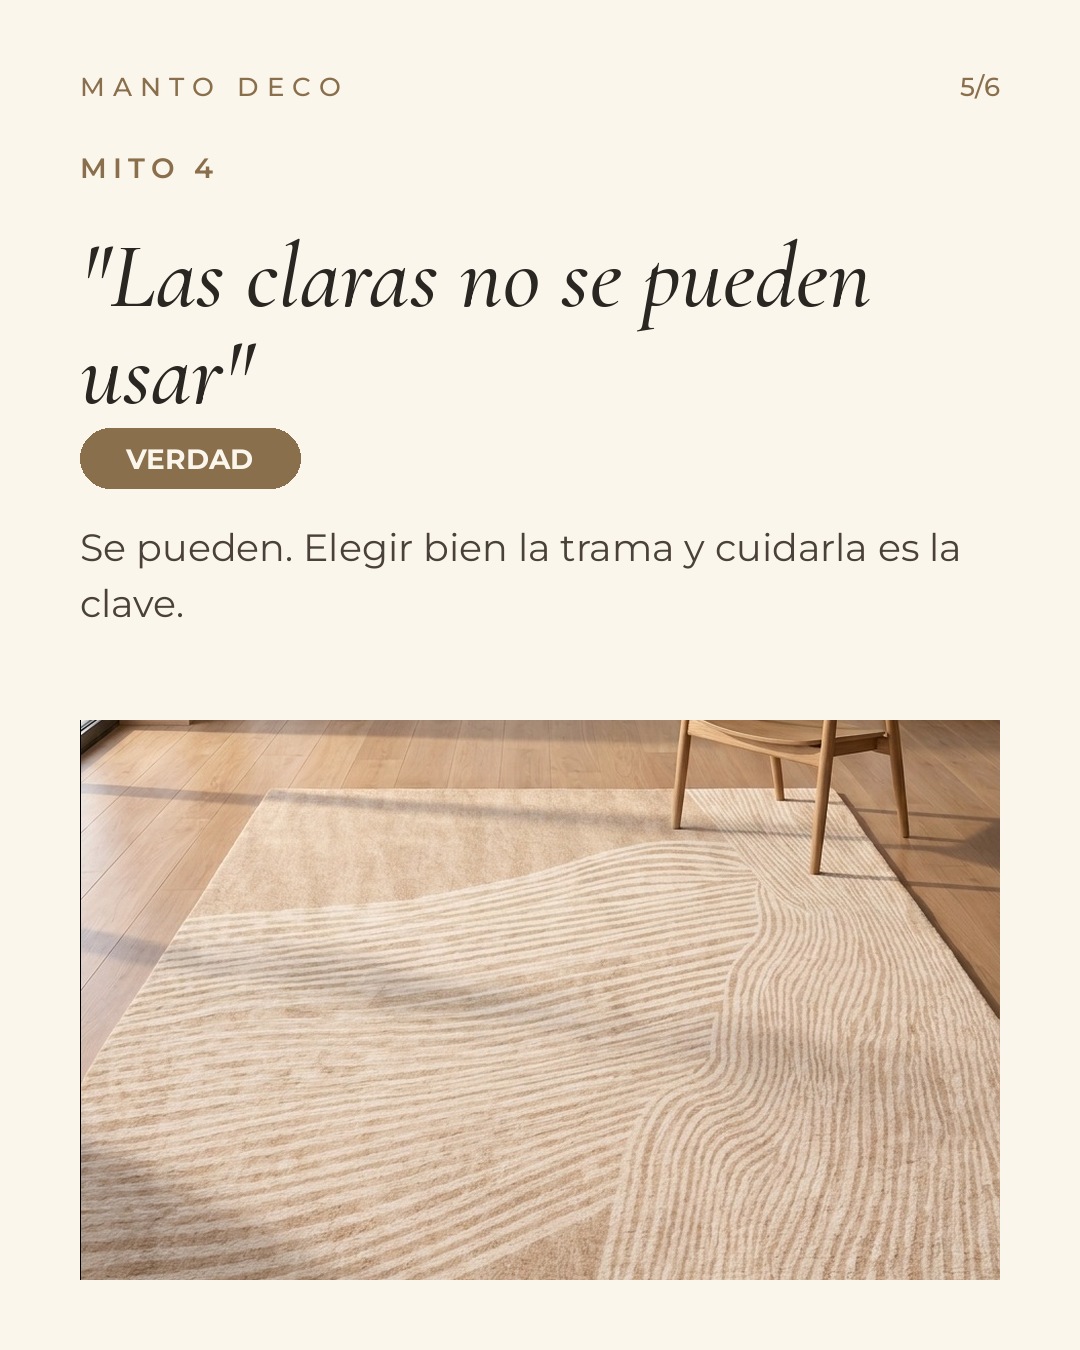 MANTO DECO
5/6
MITO 4
"Las claras no se pueden
usar"
VERDAD
Se pueden. Elegir bien la trama y cuidarla es la
clave.